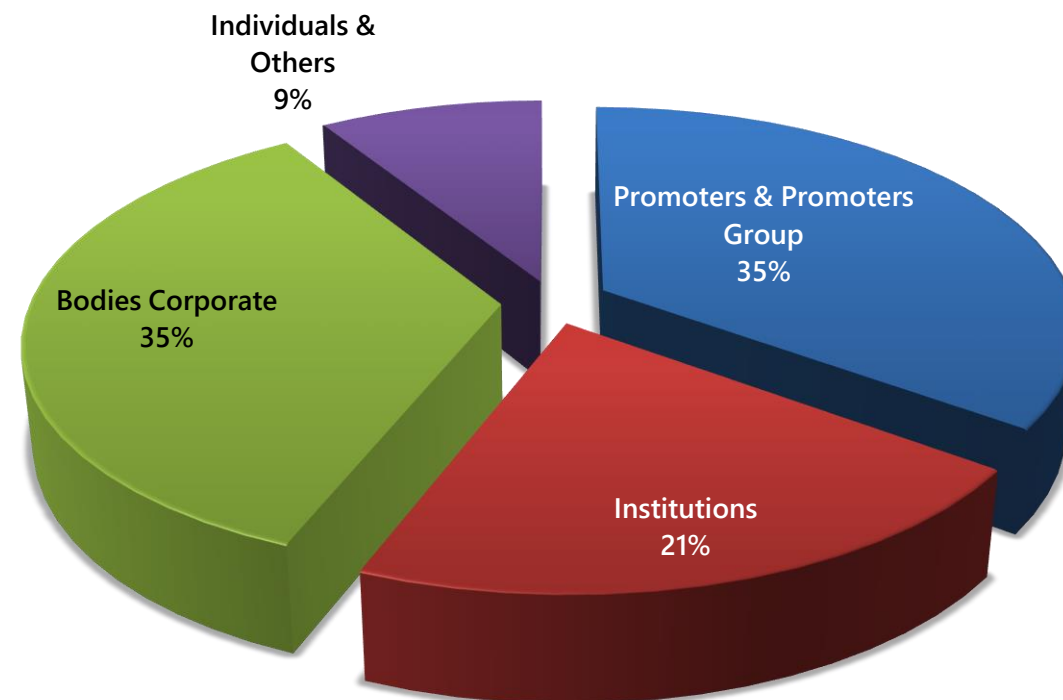 Individuals &
Others
9%
Promoters & Promoters
Group
35%
Bodies Corporate
35%
Institutions
21%